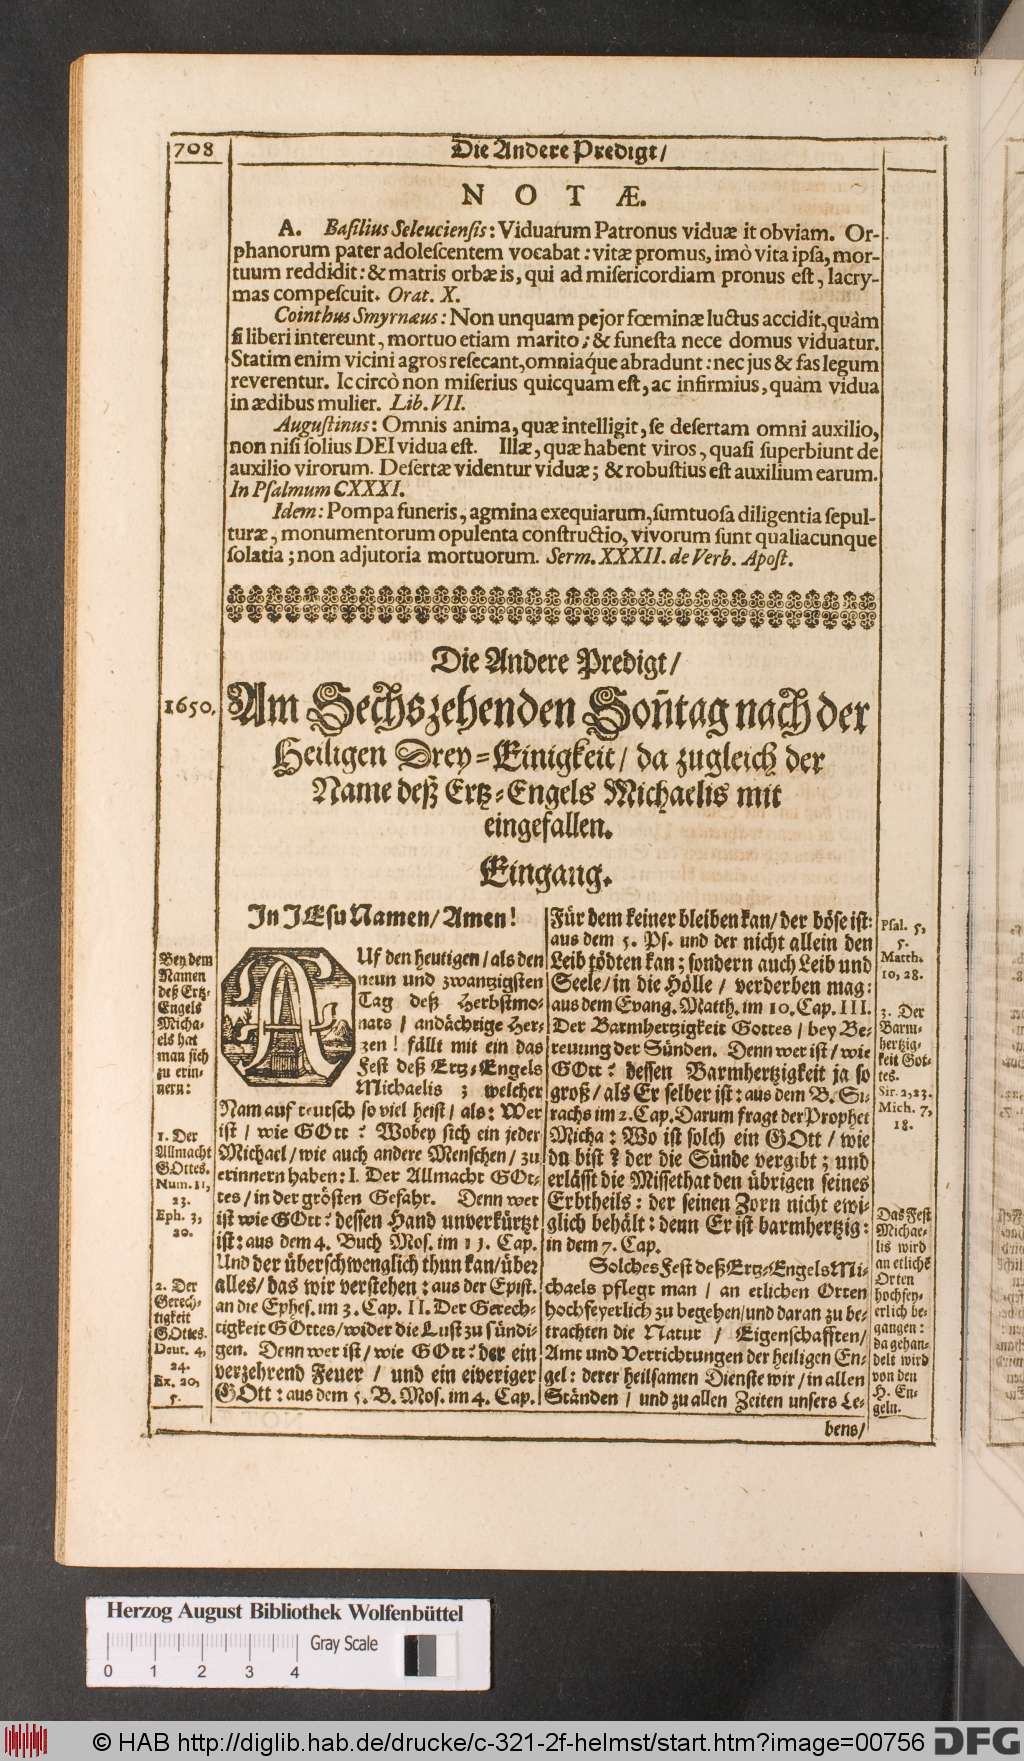 708
Die Andere Predigt/
NOTÆ.
A. Baſilius Seleucienſis: Viduarum Patronus viduæ it obviam. Or-
phanorum pater adoleſcentem vocabat: vitæ promus, imò vita ipſa, mor-
tuum reddidit: & matris orbæ is, qui ad miſericordiam pronus eſt, lacry-
mas compeſcuit. Orat. X.
Cointhus Smyrnæus: Non unquam pejor fœminæ luctus accidit, quàm
ſi liberi intereunt, mortuo etiam marito; & funeſta nece domus viduatur.
Statim enim vicini agros reſecant, omniaq́ue abradunt: nec jus & fas legum
reverentur. Iccircò non miſerius quicquam eſt, ac infirmius, quàm vidua
in ædibus mulier. Lib. VII.
Auguſtinus: Omnis anima, quæ intelligit, ſe deſertam omni auxilio,
non niſi ſolius DEI vidua eſt. Illæ, quæ habent viros, quaſi ſuperbiunt de
auxilio virorum. Deſertæ videntur viduæ; & robuſtius eſt auxilium earum.
In Pſalmum CXXXI.
Idem: Pompa funeris, agmina exequiarum, ſumtuoſa diligentia ſepul-
turæ, monumentorum opulenta conſtructio, vivorum ſunt qualiacunque
ſolatia; non adjutoria mortuorum. Serm. XXXII. de Verb. Apoſt.
Die Andere Predigt/
1650.
Am Sechszehenden Soñtag nach der
Heiligen Drey-Einigkeit/ da zugleich der
Name deß Ertz-Engels Michaelis mit
eingefallen.
Eingang.
In JEsu Namen/ Amen!
Bey dem
Namen
deß Ertz-
Engels
Micha-
els hat
man sich
zu erin-
nern:
1. Der
Allmacht
GOttes.
Num. 11,
23.
Eph. 3,
20.
2. Der
Gerech-
tigkeit
GOttes.
Deut. 4,
24.
Ex. 20,
5.
AUf den heutigen/ als den
neun und zwanzigsten
Tag deß Herbstmo-
nats/ andächtige Her-
zen! fällt mit ein das
Fest deß Ertz-Engels
Michaelis; welcher
Nam auf teutsch so viel heist/ als: Wer
ist/ wie GOtt? Wobey sich ein jeder
Michael/ wie auch andere Menschen/ zu
erinnern haben: I. Der Allmacht GOt-
tes/ in der grösten Gefahr. Denn wer
ist wie GOtt? dessen Hand unverkürtzt
ist: aus dem 4. Buch Mos. im 11. Cap.
Und der überschwenglich thun kan/ über
alles/ das wir verstehen: aus der Epist.
an die Ephes. im 3. Cap. II. Der Gerech-
tigkeit GOttes/ wider die Lust zu sündi-
gen. Denn wer ist/ wie GOtt? der ein
verzehrend Feuer/ und ein eiveriger
GOtt: aus dem 5. B. Mos. im 4. Cap.
Für dem keiner bleiben kan/ der böse ist:
aus dem 5. Ps. und der nicht allein den
Leib tödten kan; sondern auch Leib und
Seele/ in die Hölle/ verderben mag:
aus dem Evang. Matth. im 10. Cap. III.
Der Barmhertzigkeit Gottes/ bey Be-
reuung der Sünden. Denn wer ist/ wie
GOtt? dessen Barmhertzigkeit ja so
groß/ als Er selber ist: aus dem B. Si-
rachs im 2. Cap. Darum fragt der Prophet
Micha: Wo ist solch ein GOtt/ wie
du bist? der die Sünde vergibt; und
erlässt die Missethat den übrigen seines
Erbtheils: der seinen Zorn nicht ewi-
glich behält: denn Er ist barmhertzig:
in dem 7. Cap.
Solches Fest deß Ertz-Engels Mi-
chaels pflegt man/ an etlichen Orten
hochfeyerlich zu begehen/ und daran zu be-
trachten die Natur/ Eigenschafften/
Amt und Verrichtungen der heiligen En-
gel: derer heilsamen Dienste wir/ in allen
Ständen/ und zu allen Zeiten unsers Le-
bens/
Psal. 5,
5.
Matth.
10, 28.
3. Der
Barm-
hertzig-
keit Got-
tes.
Sir. 2, 23.
Mich. 7,
18.
Das Fest
Michae-
lis wird
an etliche
Orten
hochfey-
erlich be-
gangen:
da gehan-
delt wird
von den
H. En-
geln.
Herzog August Bibliothek Wolfenbüttel
0 1 2 3 4
Gray Scale
© HAB http://diglib.hab.de/drucke/c-321-2f-helmst/start.htm?image=00756
DFG